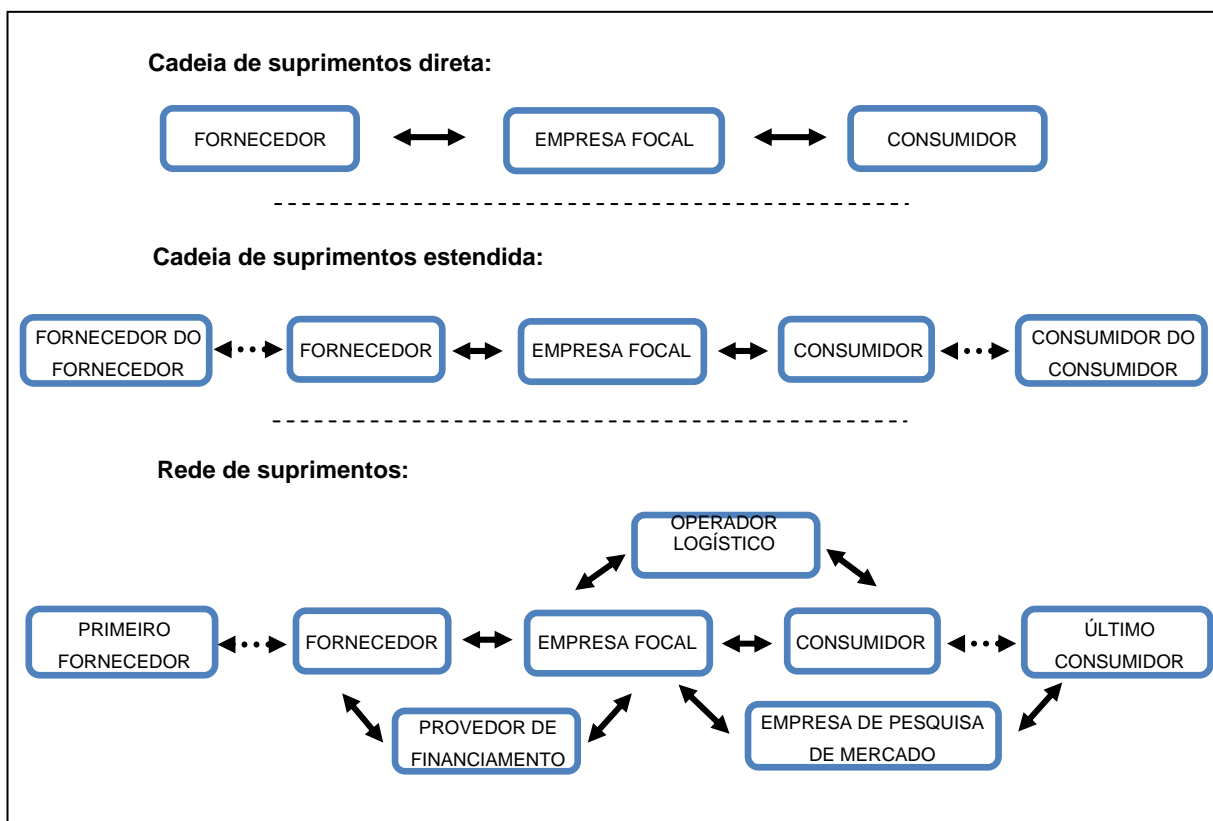 Cadeia de suprimentos direta:
FORNECEDOR
EMPRESA FOCAL
CONSUMIDOR
Cadeia de suprimentos estendida:
FORNECEDOR DO
FORNECEDOR
FORNECEDOR
EMPRESA FOCAL
CONSUMIDOR
CONSUMIDOR DO
CONSUMIDOR
Rede de suprimentos:
OPERADOR
LOGÍSTICO
PRIMEIRO
FORNECEDOR
FORNECEDOR
EMPRESA FOCAL
CONSUMIDOR
ÚLTIMO
CONSUMIDOR
PROVEDOR DE
FINANCIAMENTO
EMPRESA DE PESQUISA
DE MERCADO